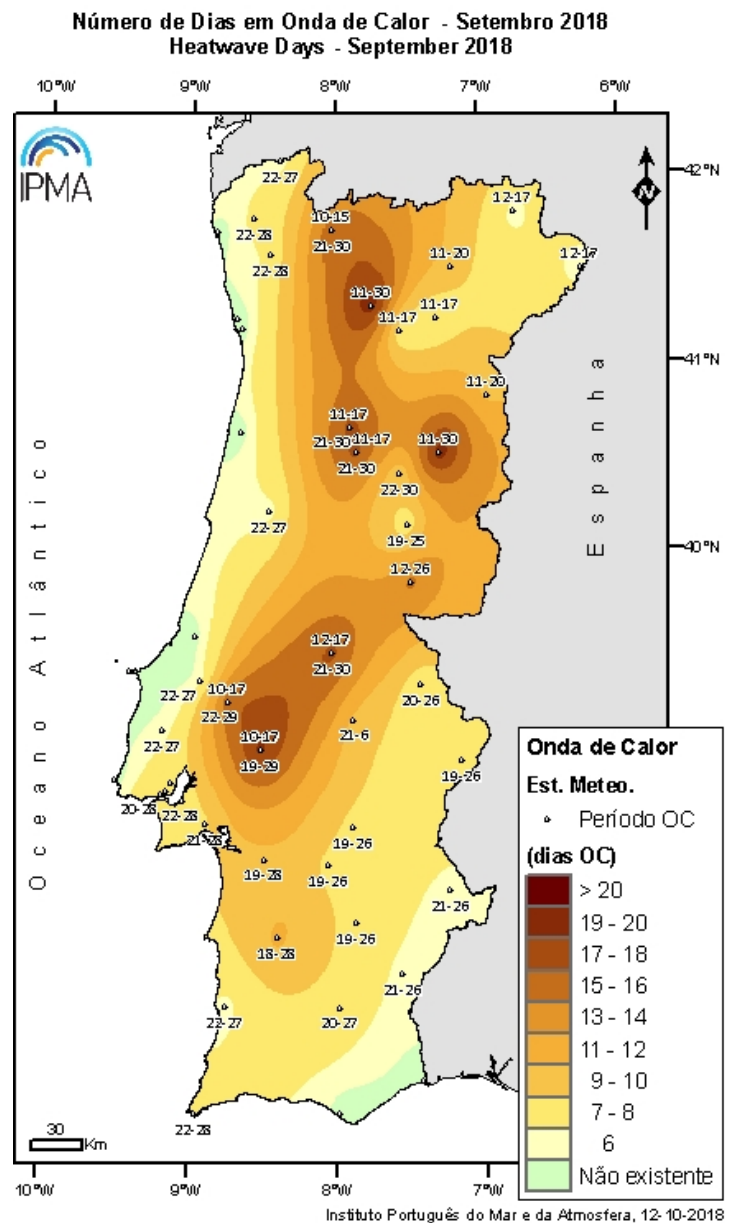 Número de Dias em Onda de Calor - Setembro 2018
Heatwave Days - September 2018
10°W 9°W 8°W 7°W 6°W
IPMA
N
42°N
41°N
40°N
22-27
12-17
10-15
22-28
21-30
11-20
12-17
22-28
11-30
11-17
11-17
11-20
11-17
21-30
11-17
11-30
21-30
22-30
22-27
19-25
12-26
12-17
21-30
22-27
10-17
20-26
22-29
21-6
22-27
10-17
19-29
19-26
20-28
22-28
21-28
19-26
19-28
19-26
21-26
19-26
18-28
21-26
22-27
20-27
22-28
Oceano Atlântico
Espanha
Onda de Calor
Est. Meteo.
Período OC
(dias OC)
> 20
19 - 20
17 - 18
15 - 16
13 - 14
11 - 12
9 - 10
7 - 8
6
Não existente
30
Km
10°W 9°W 8°W 7°W
Instituto Português do Mar e da Atmosfera, 12-10-2018